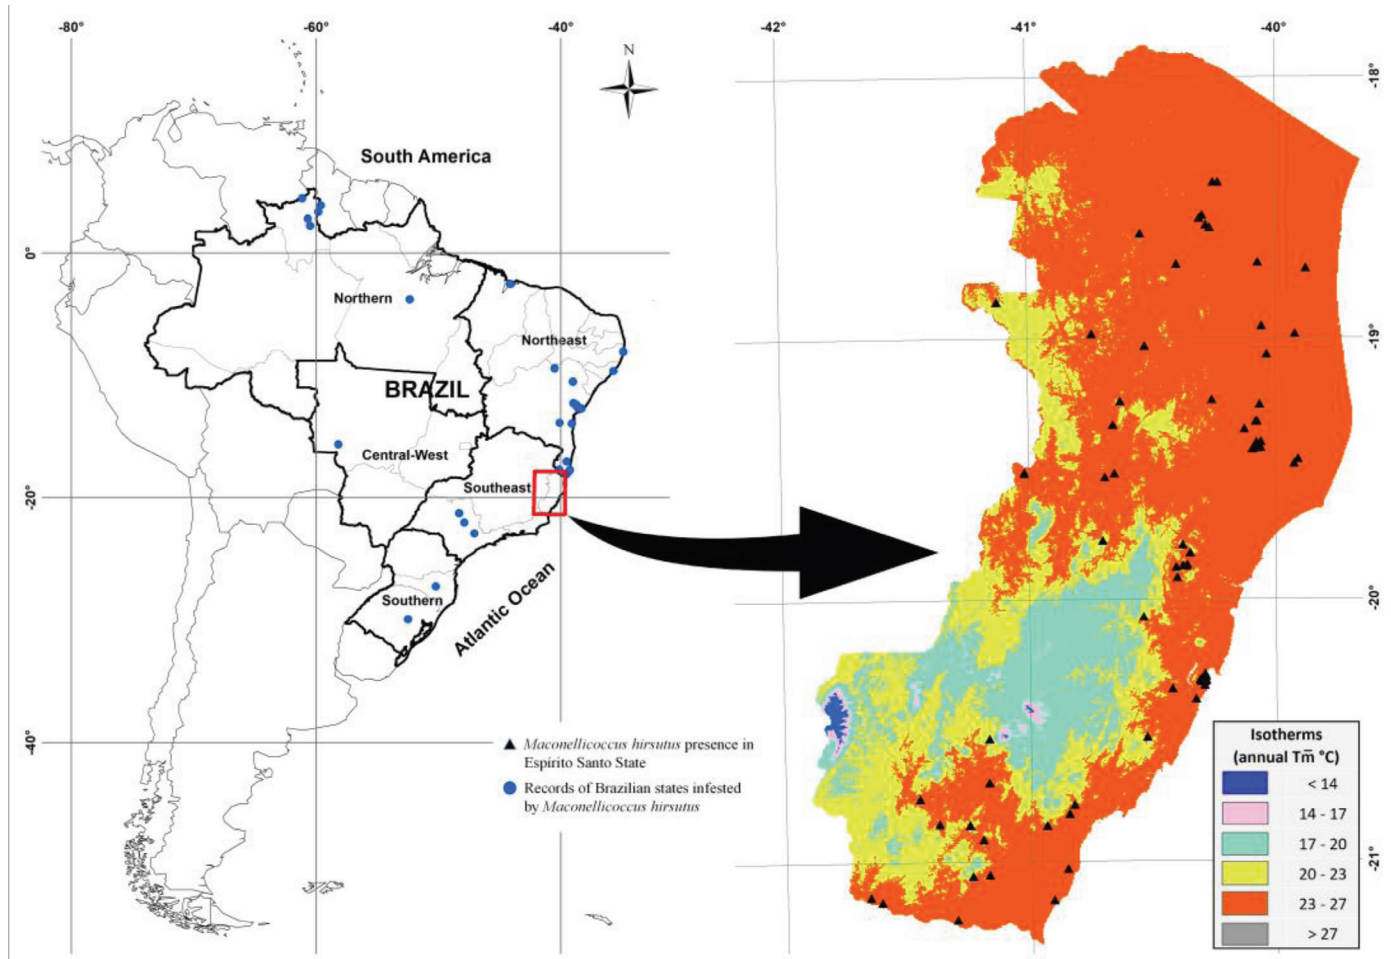 -80°
-60°
-40°
-42°
-41°
-40°
N
-18°
South America
0°
Northern
Northeast
-19°
BRAZIL
Central-West
Southeast
-20°
Southern
Atlantic Ocean
-20°
-40°
Maconellicoccus hirsutus presence in
Espirito Santo State
Records of Brazilian states infested
by Maconellicoccus hirsutus
Isotherms
(annual Tm̅ °C)
< 14
14 - 17
17 - 20
20 - 23
23 - 27
> 27
-21°